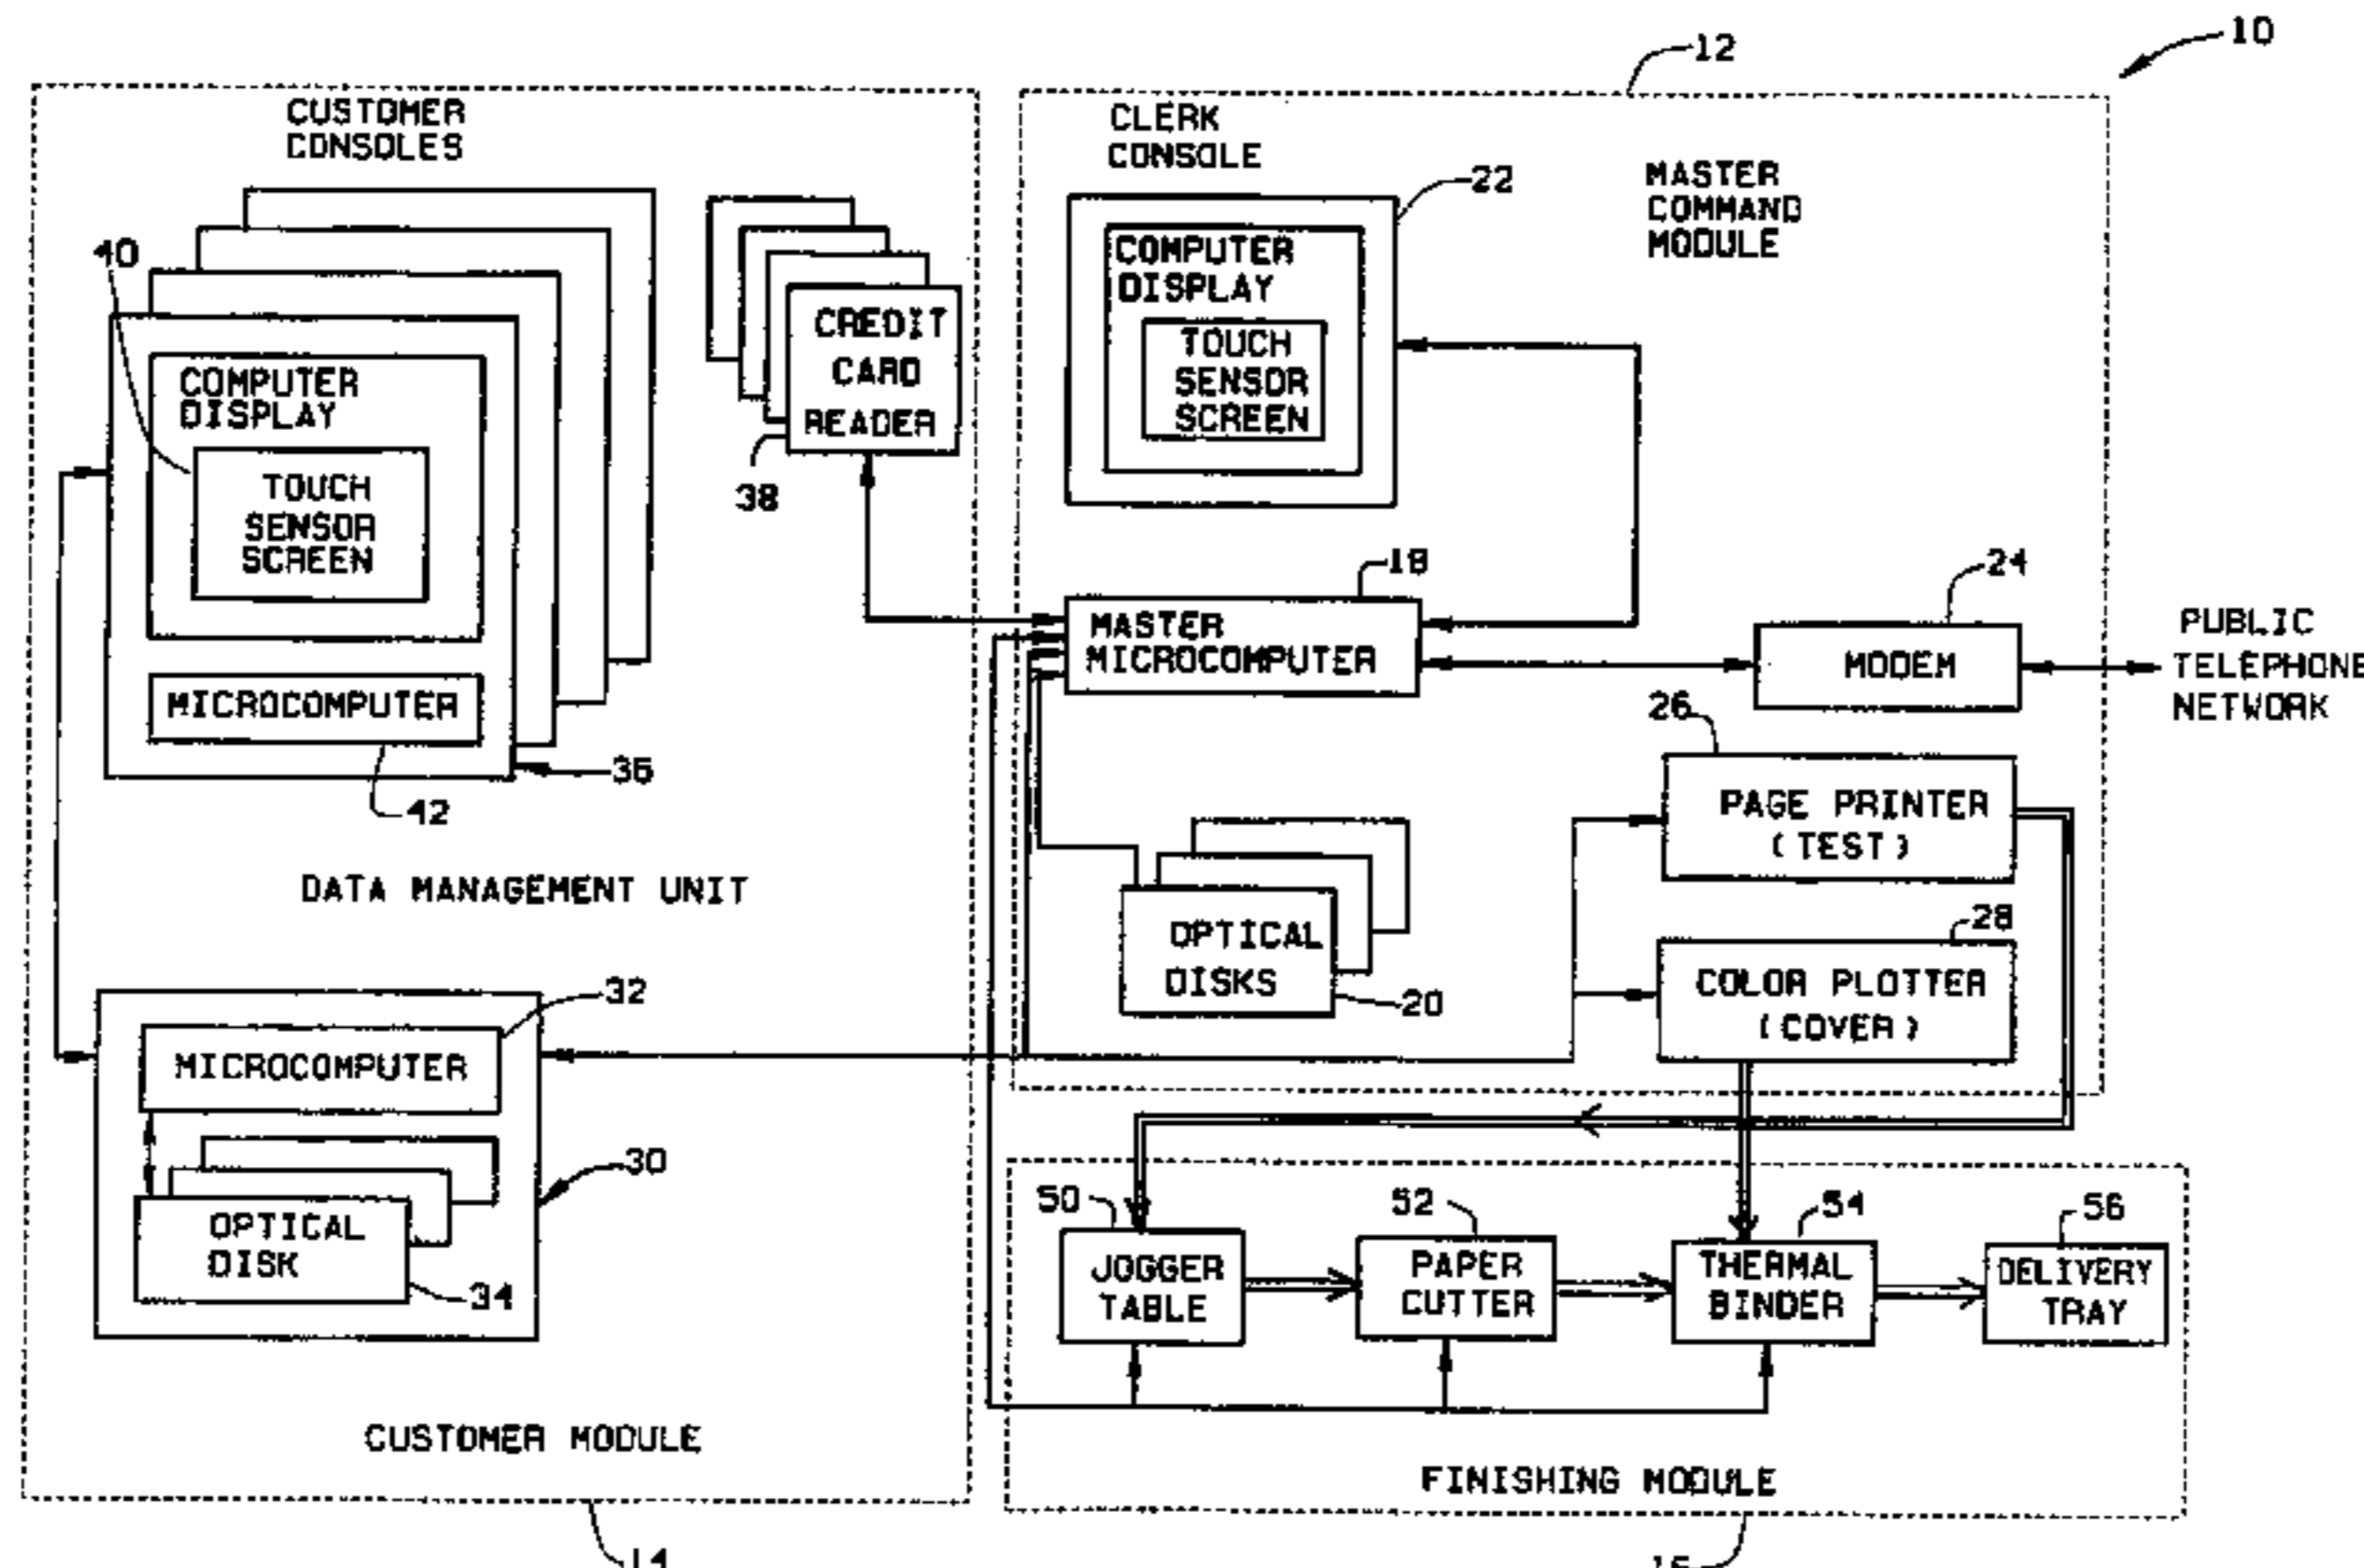 10
12
CUSTOMER
CONSOLES
40
COMPUTER
DISPLAY
TOUCH
SENSOR
SCREEN
MICROCOMPUTER
36
42
CREDIT
CARD
READER
38
DATA MANAGEMENT UNIT
32
MICROCOMPUTER
30
OPTICAL
DISK
34
CUSTOMER MODULE
14
CLERK
CONSOLE
22
MASTER
COMMAND
MODULE
COMPUTER
DISPLAY
TOUCH
SENSOR
SCREEN
18
MASTER
MICROCOMPUTER
24
MODEM
PUBLIC
TELEPHONE
NETWORK
26
PAGE PRINTER
(TEST)
28
COLOR PLOTTER
(COVER)
OPTICAL
DISKS
20
50
JOGGER
TABLE
52
PAPER
CUTTER
54
THERMAL
BINDER
56
DELIVERY
TRAY
FINISHING MODULE
16